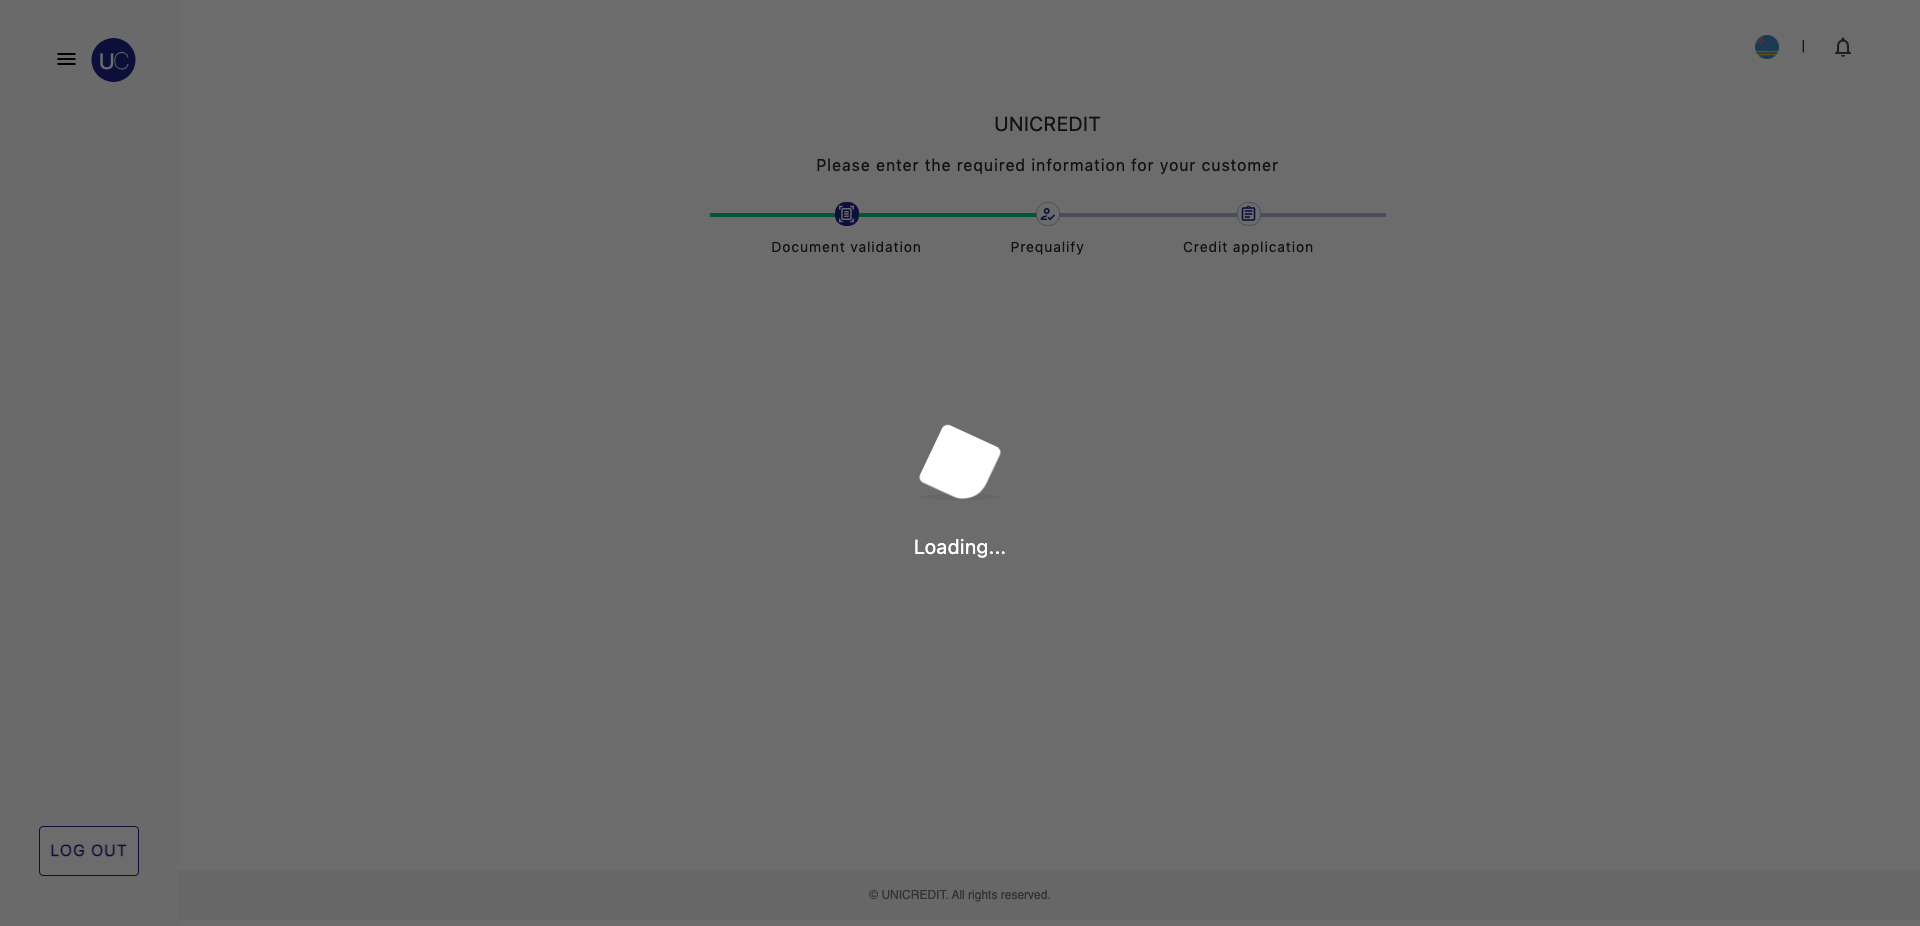 UC
UNICREDIT
Please enter the required information for your customer
Document validation
Prequalify
Credit application
Loading...
LOG OUT
© UNICREDIT. All rights reserved.